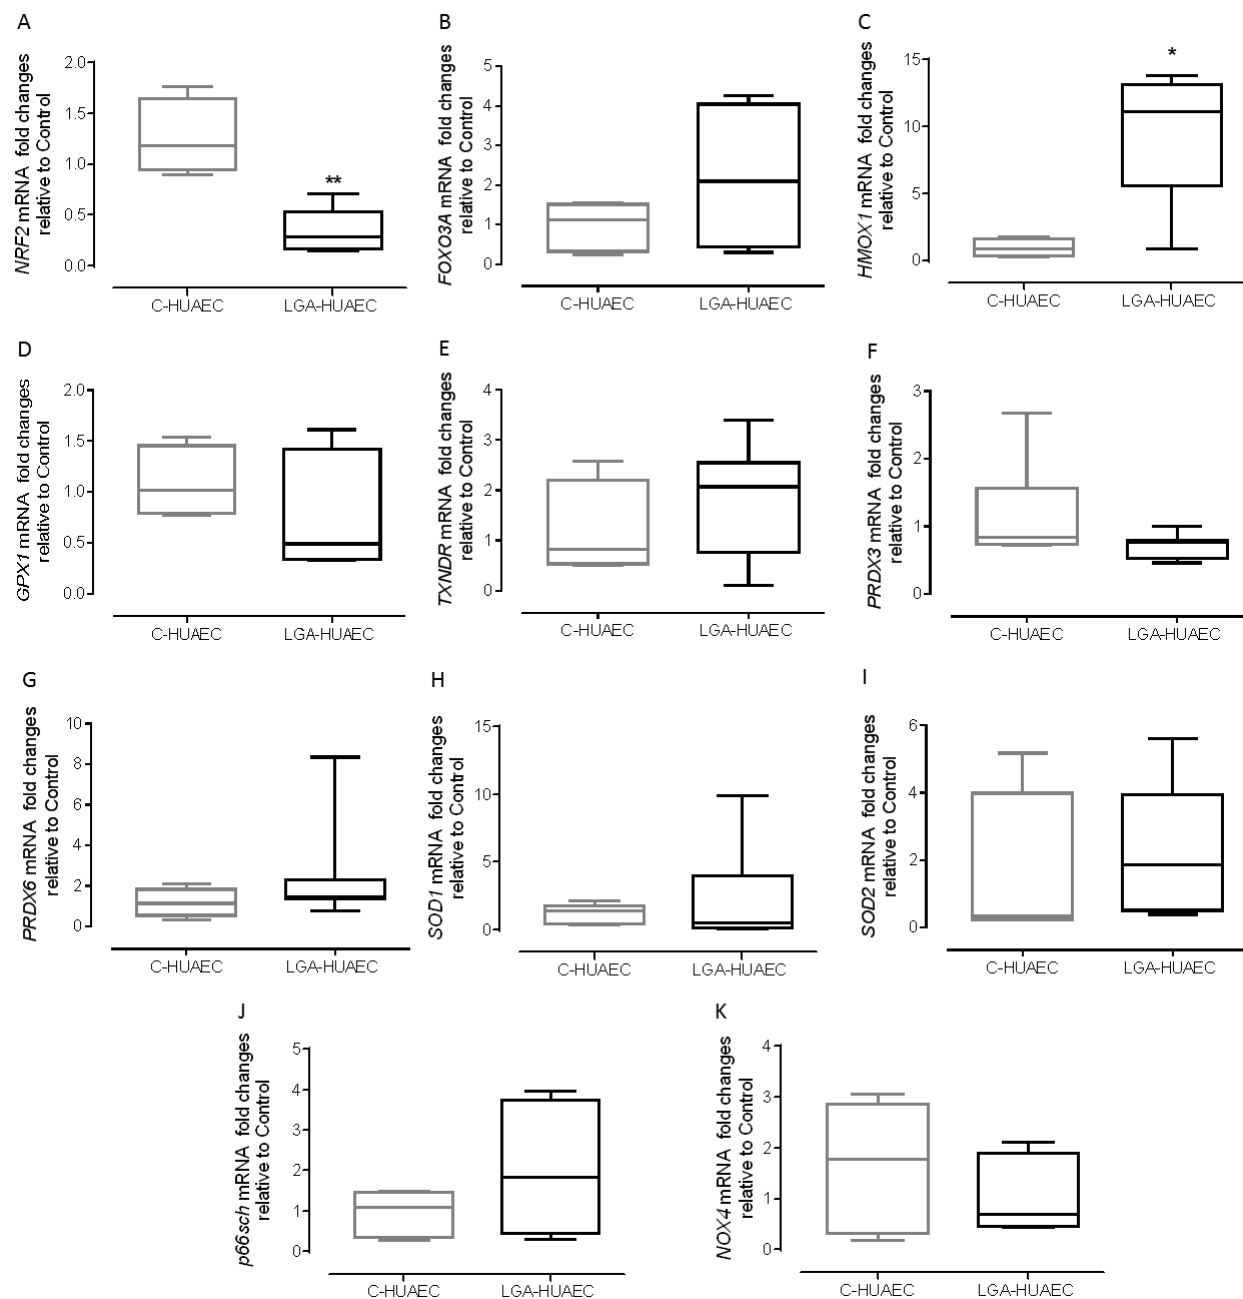 A
NRF2 mRNA fold changes
relative to Control
2.0
1.5
1.0
0.5
0.0
**
C-HUAEC
LGA-HUAEC
B
FOXO3A mRNA fold changes
relative to Control
5
4
3
2
1
0
C-HUAEC
LGA-HUAEC
C
HMOX1 mRNA fold changes
relative to Control
15
10
5
0
*
C-HUAEC
LGA-HUAEC
D
GPX1 mRNA fold changes
relative to Control
2.0
1.5
1.0
0.5
0.0
C-HUAEC
LGA-HUAEC
E
TXNDR mRNA fold changes
relative to Control
4
3
2
1
0
C-HUAEC
LGA-HUAEC
F
PRDX3 mRNA fold changes
relative to Control
3
2
1
0
C-HUAEC
LGA-HUAEC
G
PRDX6 mRNA fold changes
relative to Control
10
8
6
4
2
0
C-HUAEC
LGA-HUAEC
H
SOD1 mRNA fold changes
relative to Control
15
10
5
0
C-HUAEC
LGA-HUAEC
I
SOD2 mRNA fold changes
relative to Control
6
4
2
0
C-HUAEC
LGA-HUAEC
J
p66sch mRNA fold changes
relative to Control
5
4
3
2
1
0
C-HUAEC
LGA-HUAEC
K
NOX4 mRNA fold changes
relative to Control
4
3
2
1
0
C-HUAEC
LGA-HUAEC